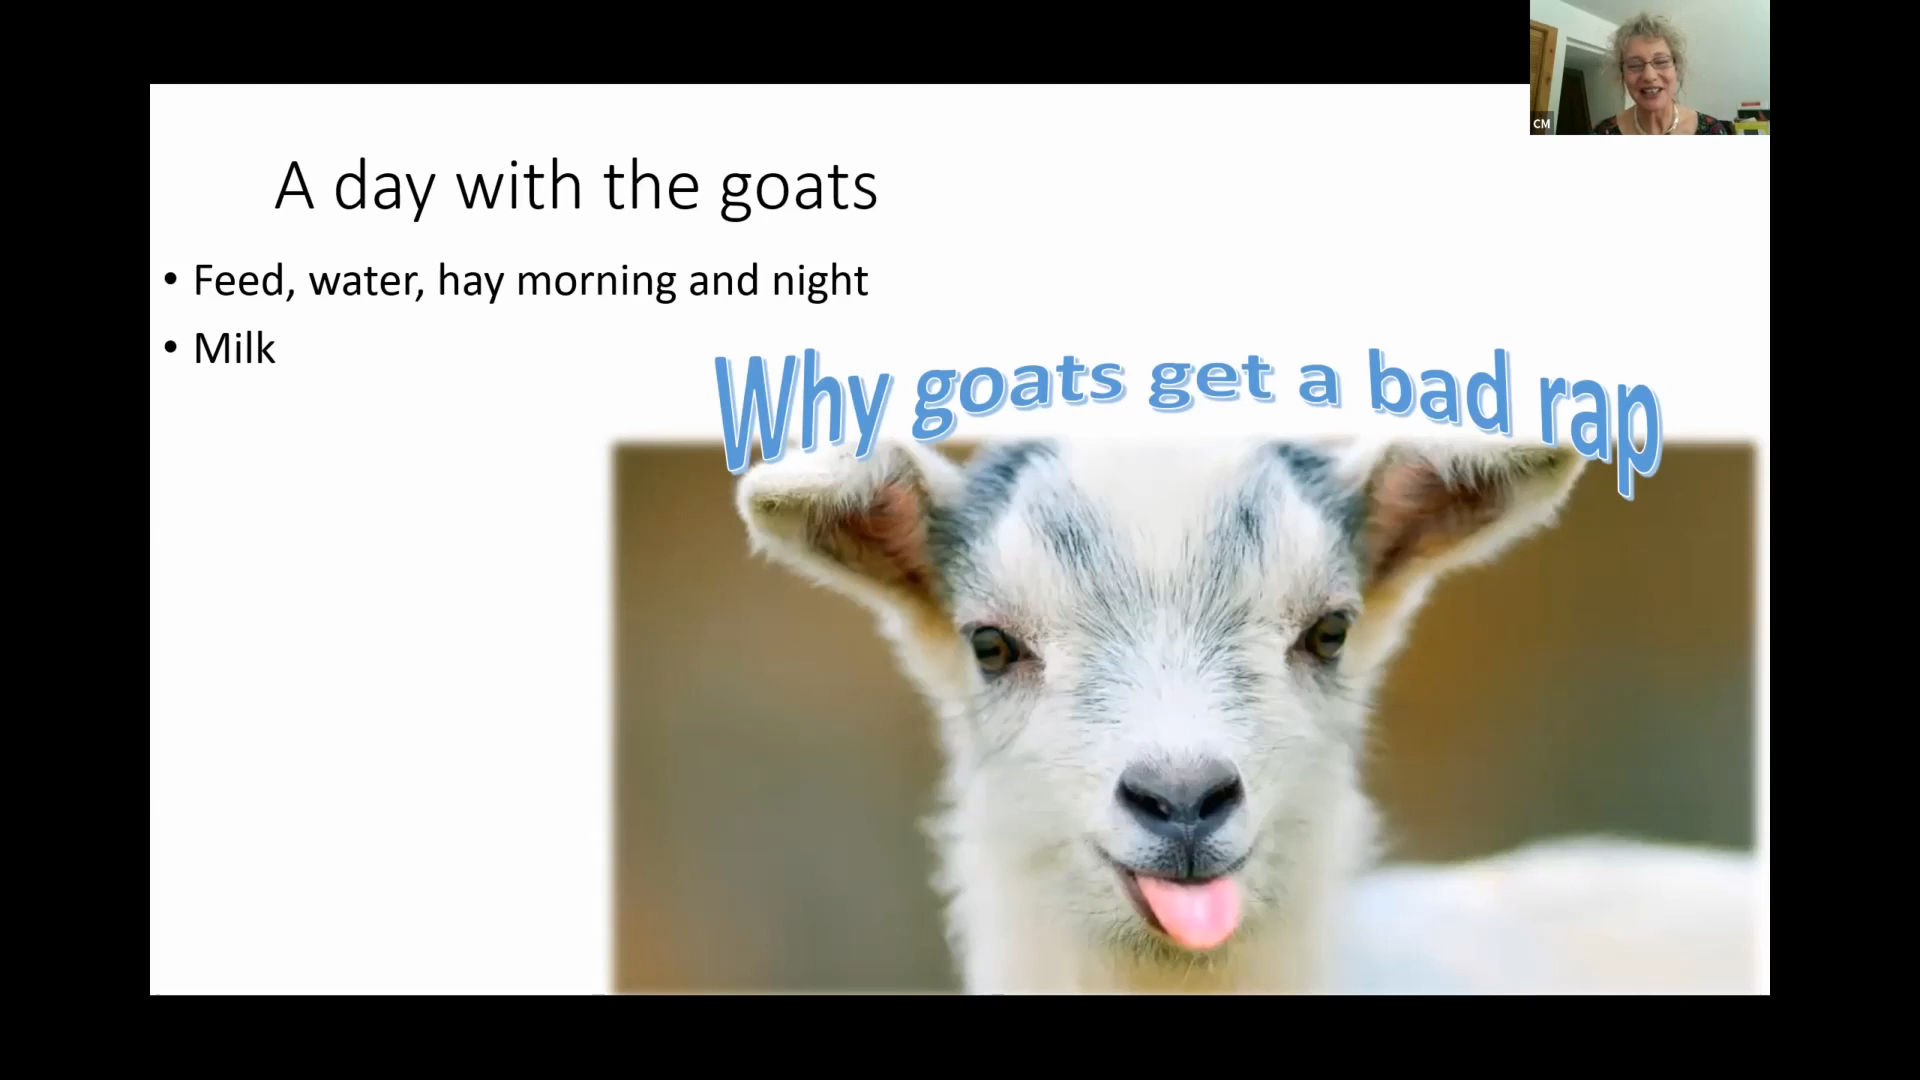 CM
A day with the goats
• Feed, water, hay morning and night
• Milk
Why goats get a bad rap